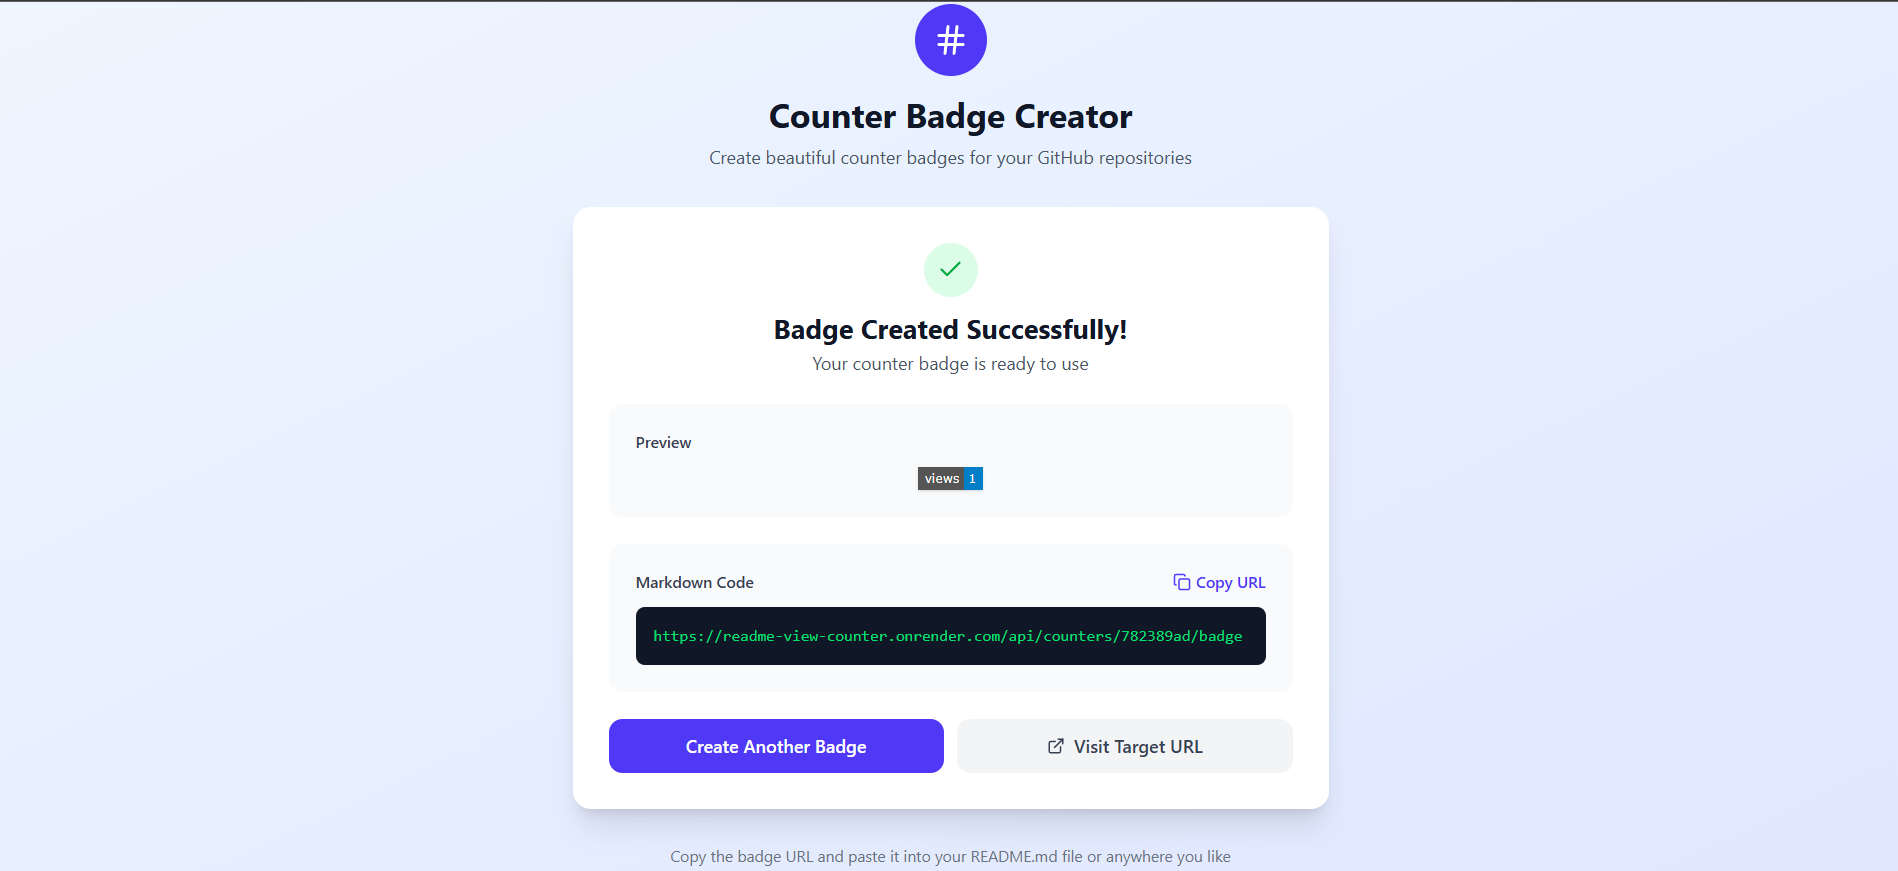 #
Counter Badge Creator
Create beautiful counter badges for your GitHub repositories
Badge Created Successfully!
Your counter badge is ready to use
Preview
views 1
Markdown Code
Copy URL
https://readme-view-counter.onrender.com/api/counters/782389ad/badge
Create Another Badge
Visit Target URL
Copy the badge URL and paste it into your README.md file or anywhere you like